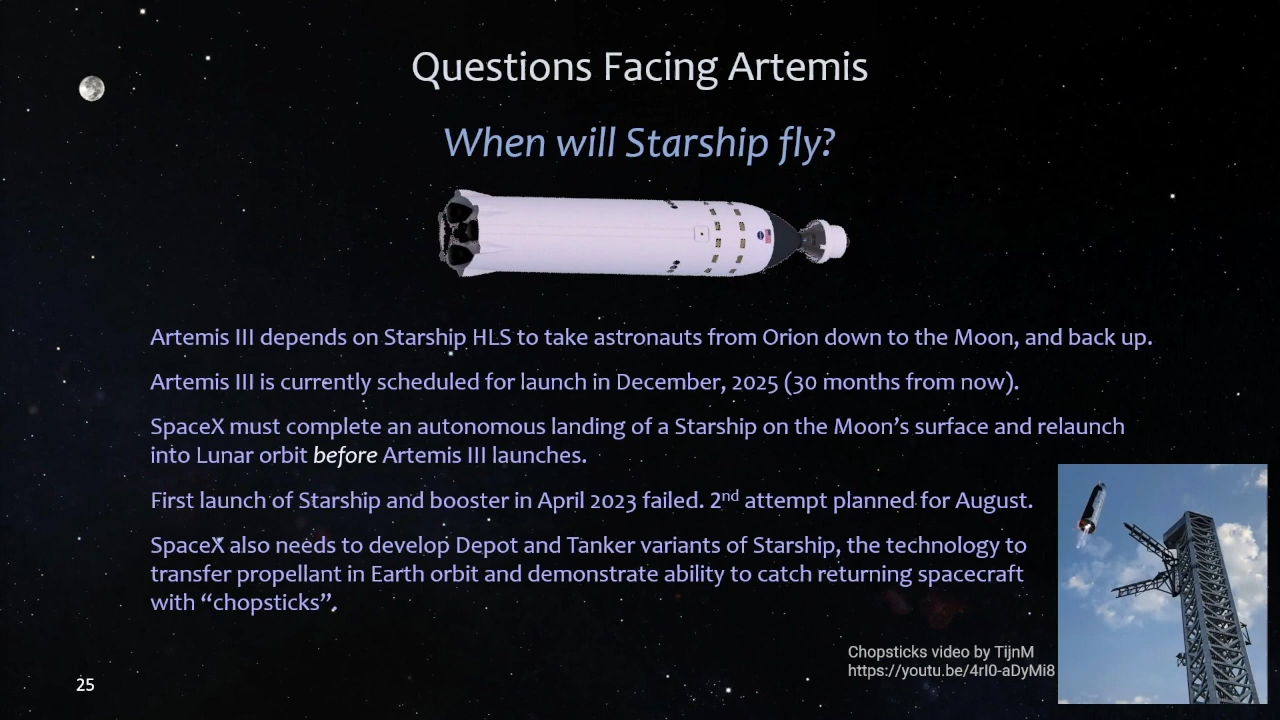 Questions Facing Artemis
When will Starship fly?
Artemis III depends on Starship HLS to take astronauts from Orion down to the Moon, and back up.
Artemis III is currently scheduled for launch in December, 2025 (30 months from now).
SpaceX must complete an autonomous landing of a Starship on the Moon’s surface and relaunch
into Lunar orbit before Artemis III launches.
First launch of Starship and booster in April 2023 failed. 2nd attempt planned for August.
SpaceX also needs to develop Depot and Tanker variants of Starship, the technology to
transfer propellant in Earth orbit and demonstrate ability to catch returning spacecraft
with “chopsticks”.
Chopsticks video by TijnM
https://youtu.be/4rI0-aDyMi8
25